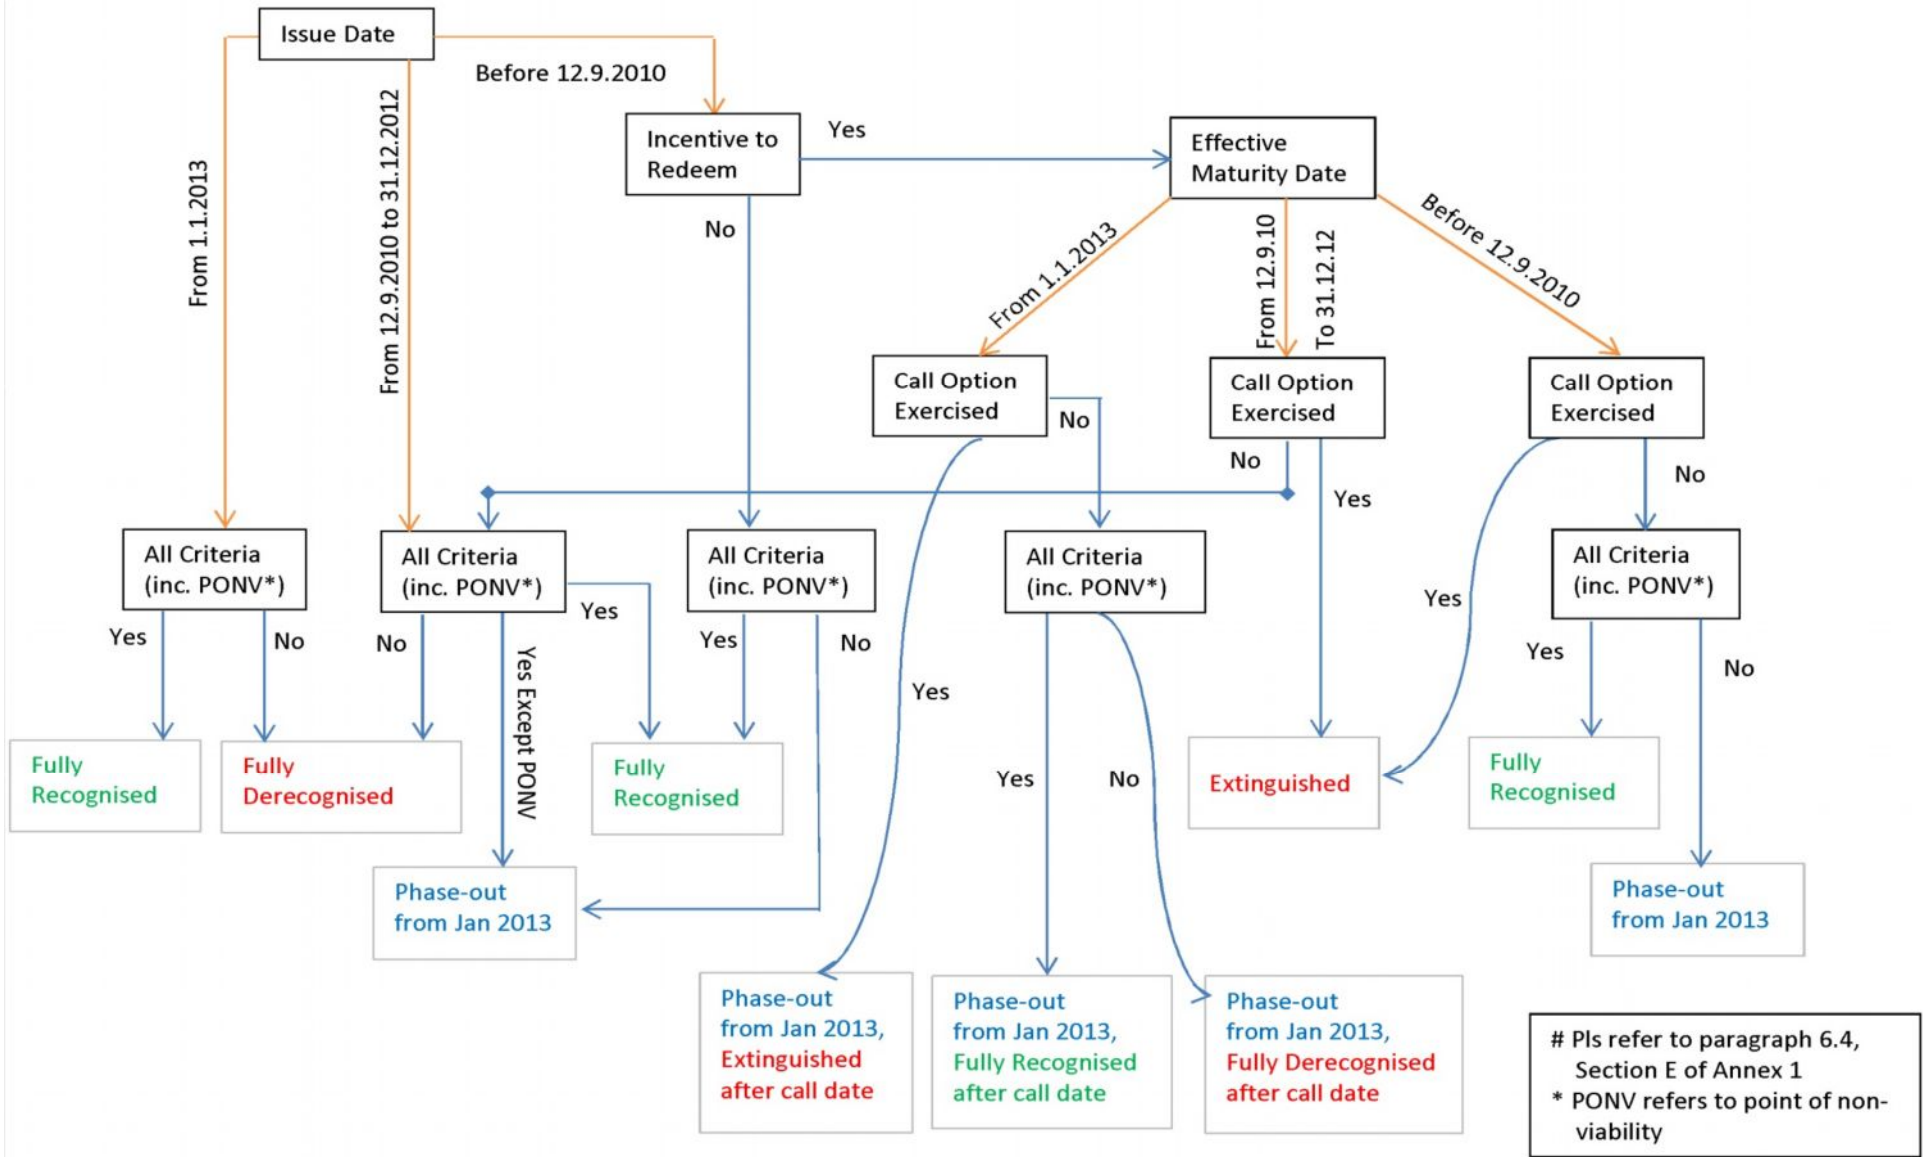 Issue Date
Before 12.9.2010
From 1.1.2013
From 12.9.2010 to 31.12.2012
Incentive to
Redeem
Yes
No
Effective
Maturity Date
From 1.1.2013
From 12.9.10
To 31.12.12
Before 12.9.2010
Call Option
Exercised
No
Yes
Call Option
Exercised
No
Yes
Call Option
Exercised
No
Yes
All Criteria
(inc. PONV*)
Yes
No
All Criteria
(inc. PONV*)
No
Yes Except PONV
Yes
All Criteria
(inc. PONV*)
Yes
No
All Criteria
(inc. PONV*)
Yes
No
All Criteria
(inc. PONV*)
Yes
No
Fully
Recognised
Fully
Derecognised
Fully
Recognised
Extinguished
Fully
Recognised
Phase-out
from Jan 2013
Phase-out
from Jan 2013
Phase-out
from Jan 2013,
Extinguished
after call date
Phase-out
from Jan 2013,
Fully Recognised
after call date
Phase-out
from Jan 2013,
Fully Derecognised
after call date
# Pls refer to paragraph 6.4,
Section E of Annex 1
* PONV refers to point of non-
viability